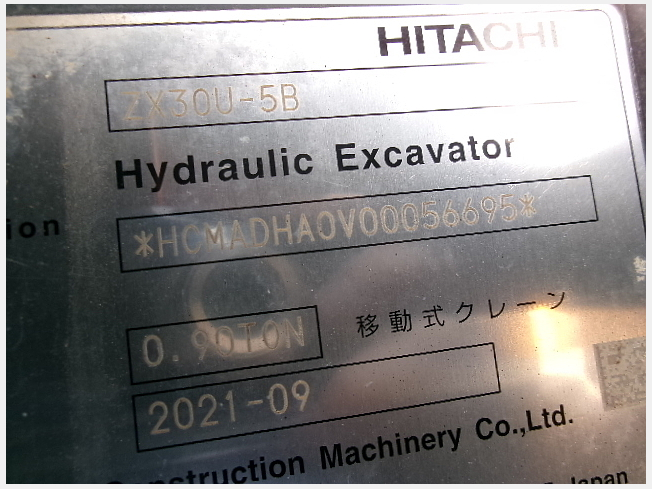 HITACHI
ZX30U-5B
Hydraulic Excavator
ion
*HCMADHA0V00056695*
0.90TON 移動式クレーン
2021-09
Construction Machinery Co.,Ltd.
Japan